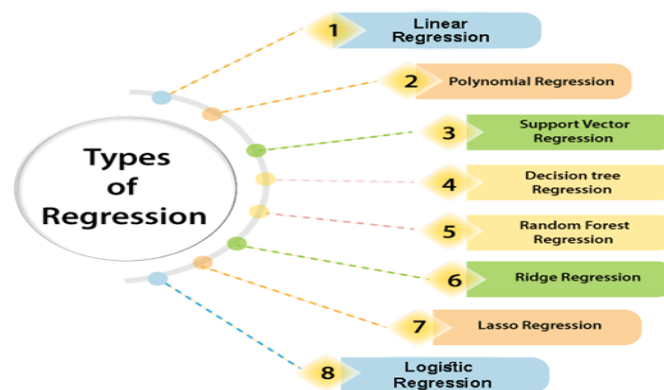 Types
of
Regression
1
Linear
Regression
2
Polynomial Regression
3
Support Vector
Regression
4
Decision tree
Regression
5
Random Forest
Regression
6
Ridge Regression
7
Lasso Regression
8
Logistic
Regression